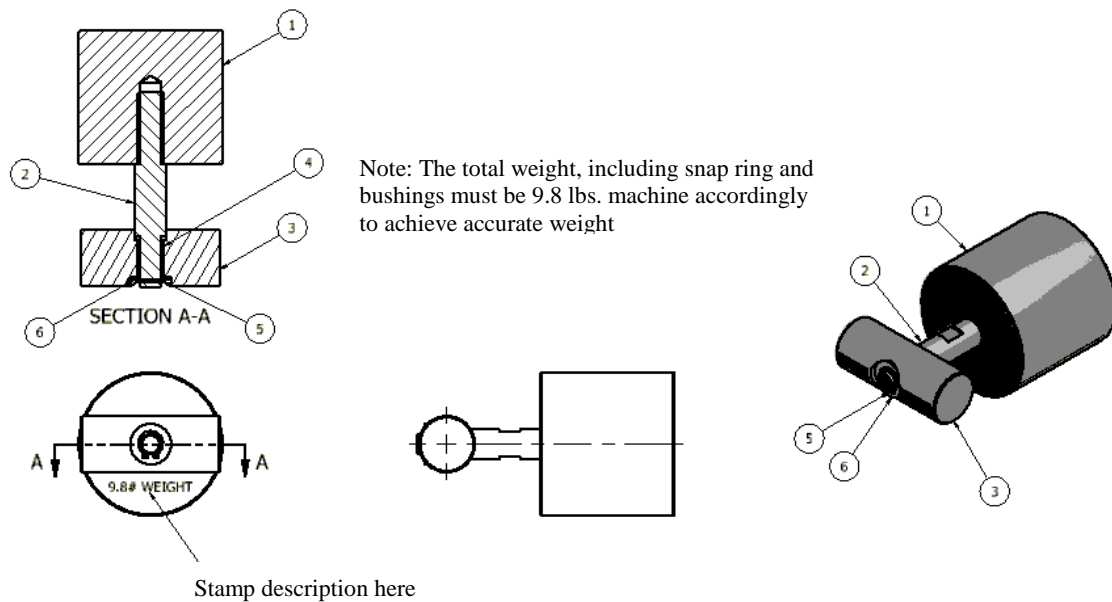 1
2
4
3
6
5
SECTION A-A
Note: The total weight, including snap ring and
bushings must be 9.8 lbs. machine accordingly
to achieve accurate weight
1
2
5
6
3
A A
9.8# WEIGHT
Stamp description here